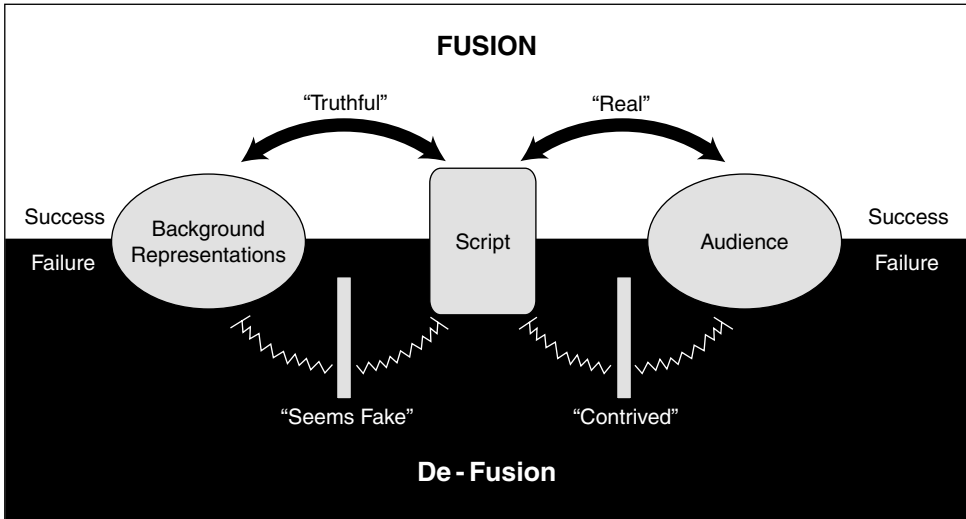 FUSION
“Truthful”
“Real”
Success
Success
Background
Representations
Script
Audience
Failure
Failure
“Seems Fake”
“Contrived”
De - Fusion